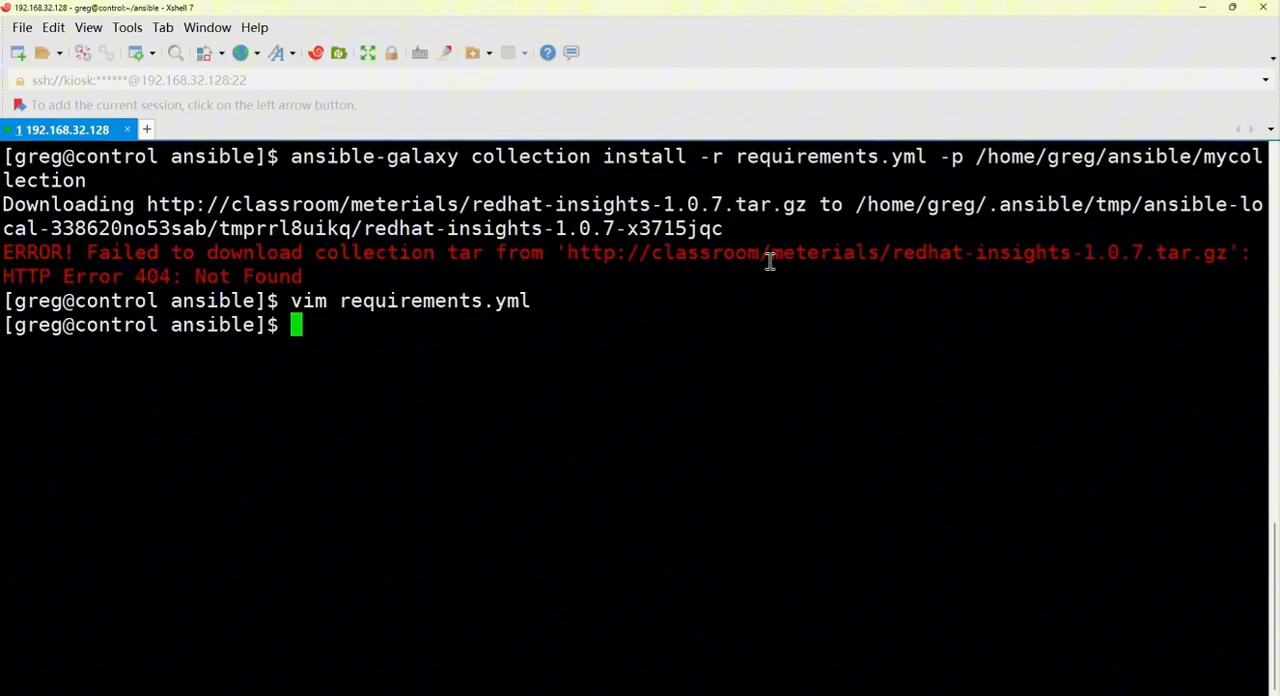 192.168.32.128 - greg@control:~/ansible - Xshell 7
File Edit View Tools Tab Window Help
ssh://kiosk:******@192.168.32.128:22
To add the current session, click on the left arrow button.
1 192.168.32.128 × +
[greg@control ansible]$ ansible-galaxy collection install -r requirements.yml -p /home/greg/ansible/mycol
lection
Downloading http://classroom/meterials/redhat-insights-1.0.7.tar.gz to /home/greg/.ansible/tmp/ansible-lo
cal-338620no53sab/tmprrl8uikq/redhat-insights-1.0.7-x3715jqc
ERROR! Failed to download collection tar from 'http://classroom/meterials/redhat-insights-1.0.7.tar.gz':
HTTP Error 404: Not Found
[greg@control ansible]$ vim requirements.yml
[greg@control ansible]$